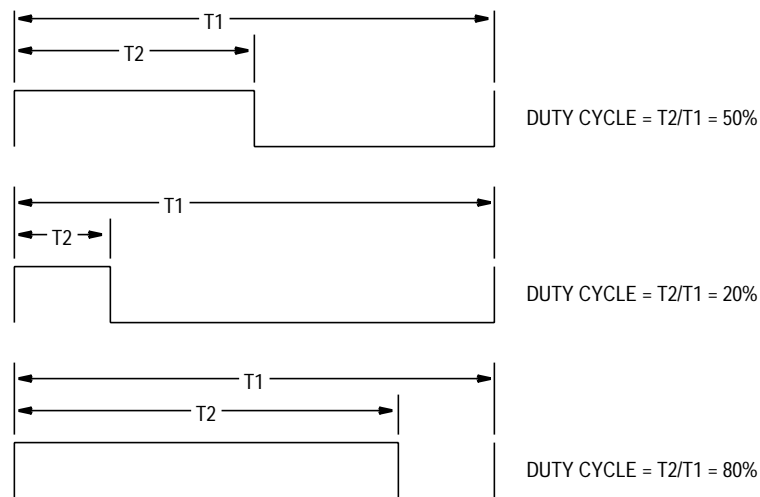 T1
T2
DUTY CYCLE = T2/T1 = 50%
T1
T2
DUTY CYCLE = T2/T1 = 20%
T1
T2
DUTY CYCLE = T2/T1 = 80%